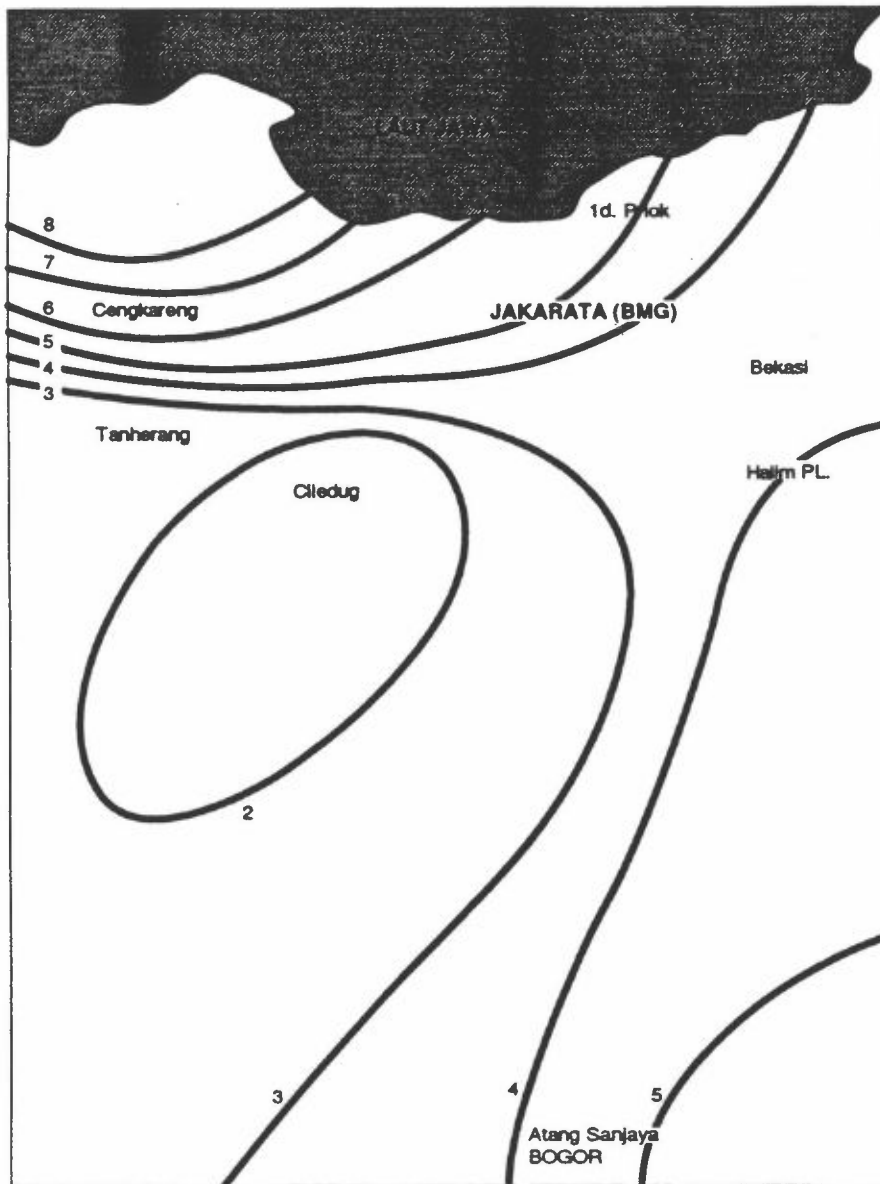 1d. Priok
8
7
6
Cengkareng
JAKARATA (BMG)
5
4
3
Bekasi
Tanherang
Halim PL.
Ciledug
2
3
4
5
Atang Sanjaya
BOGOR